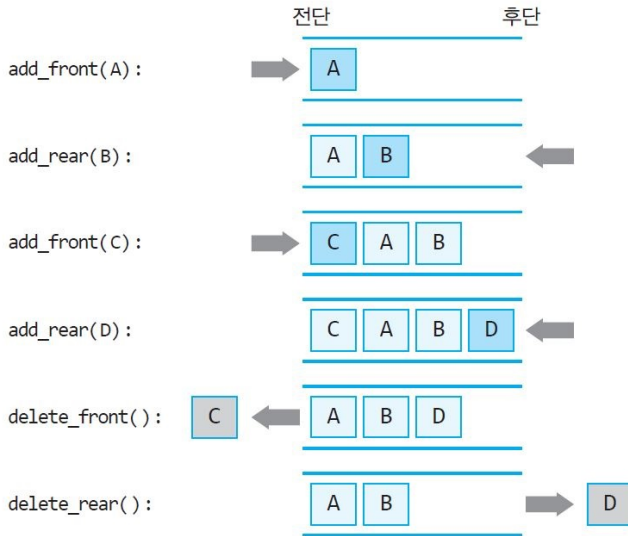 전단 후단
add_front(A): A
add_rear(B): A B
add_front(C): C A B
add_rear(D): C A B D
delete_front(): C A B D
delete_rear(): A B D